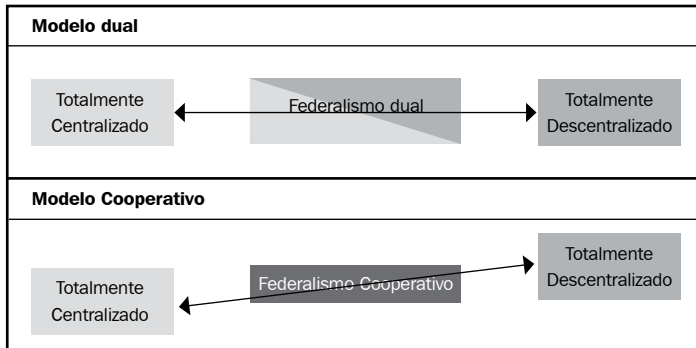 Modelo dual
Totalmente
Centralizado
Federalismo dual
Totalmente
Descentralizado
Modelo Cooperativo
Totalmente
Centralizado
Federalismo Cooperativo
Totalmente
Descentralizado